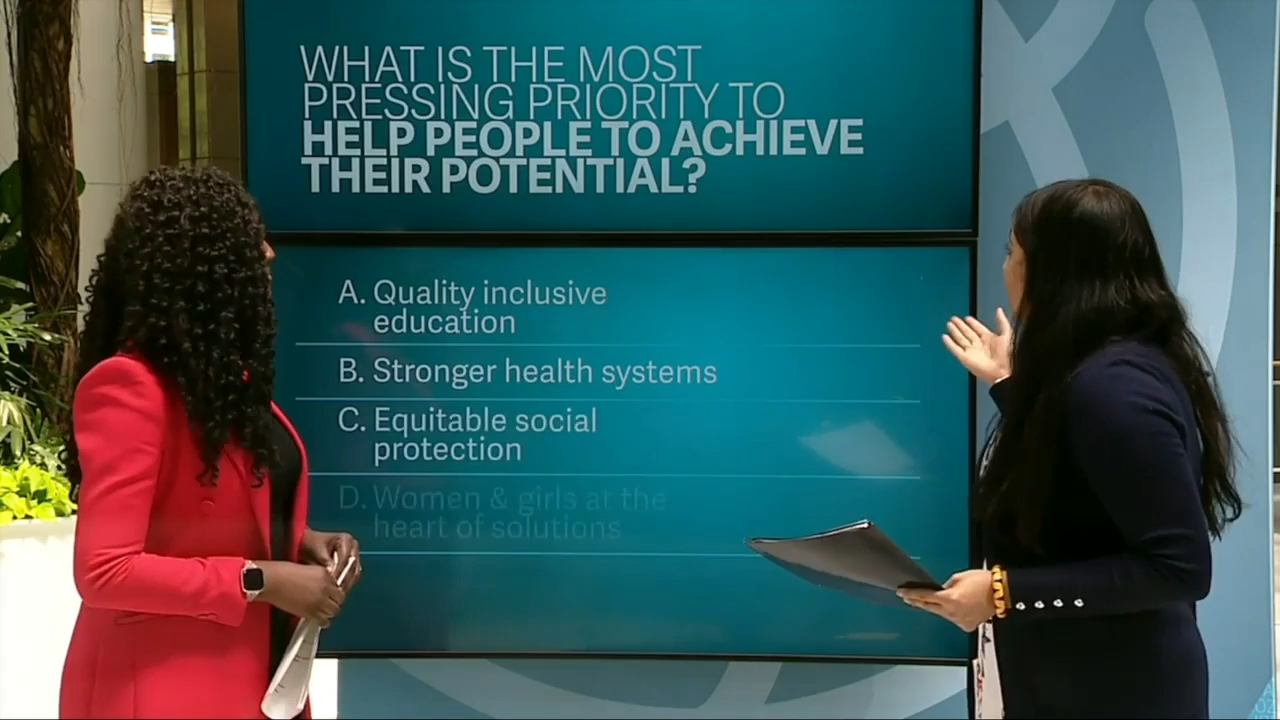 WHAT IS THE MOST
PRESSING PRIORITY TO
HELP PEOPLE TO ACHIEVE
THEIR POTENTIAL?
A. Quality inclusive
education
B. Stronger health systems
C. Equitable social
protection
D. Women & girls at the
heart of solutions